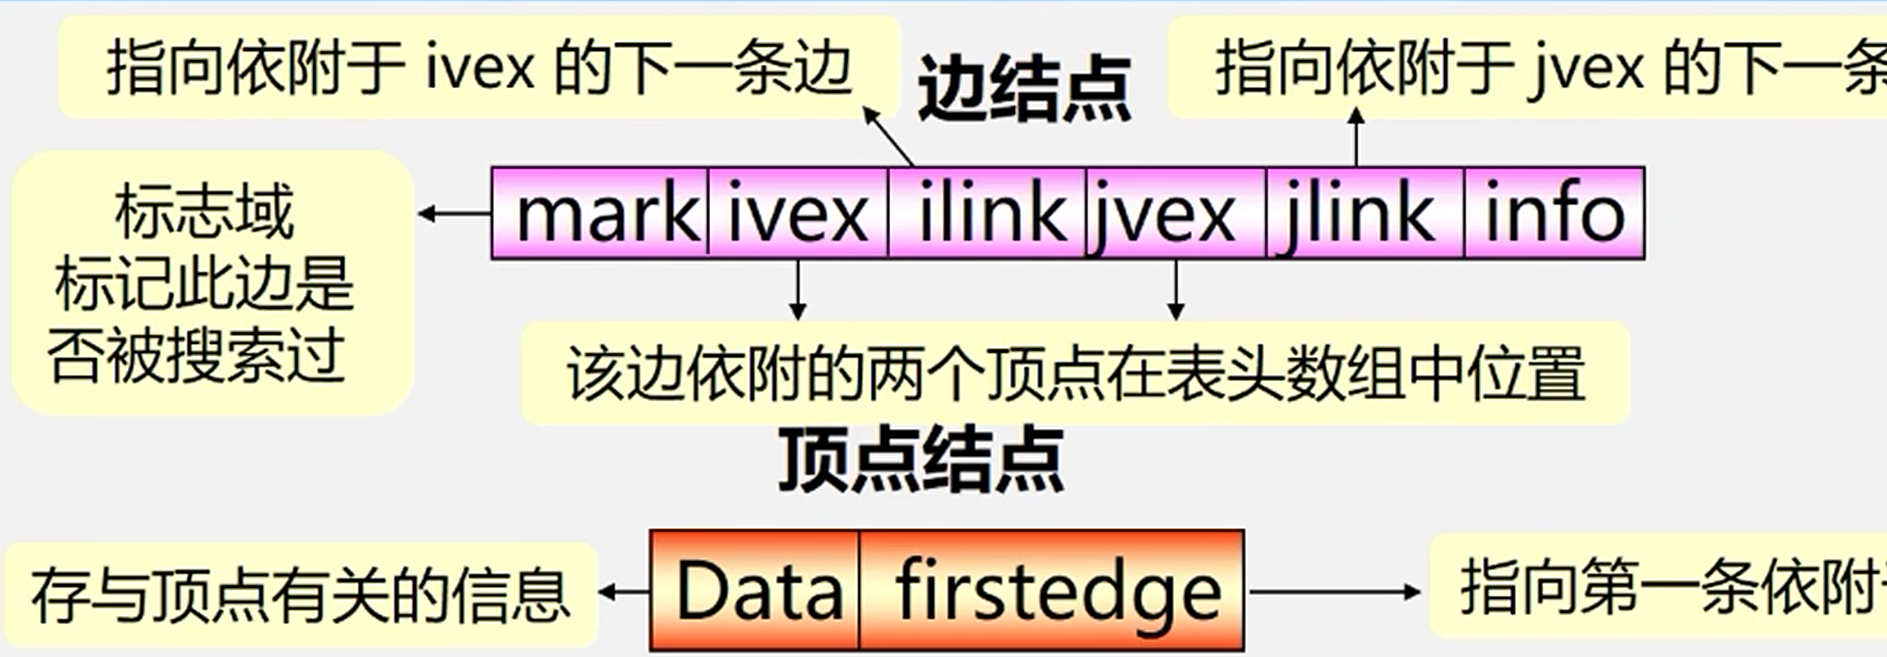 指向依附于 ivex 的下一条边
边结点
指向依附于 jvex 的下一条
mark ivex ilink jvex jlink info
标志域
标记此边是
否被搜索过
该边依附的两个顶点在表头数组中位置
顶点结点
存与顶点有关的信息
Data firstedge
指向第一条依附